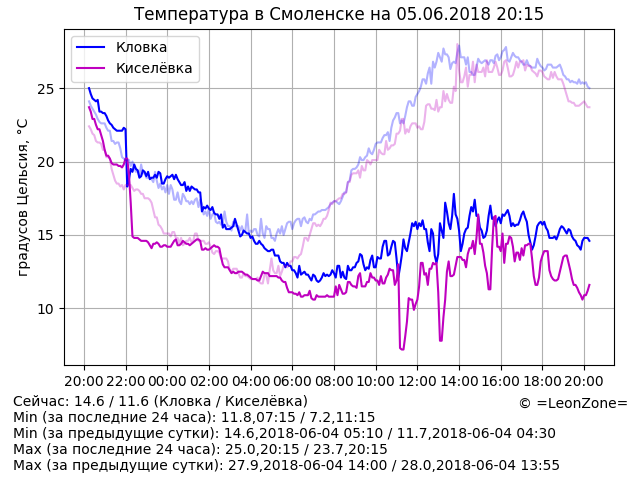 Температура в Смоленске на 05.06.2018 20:15
Кловка
Киселёвка
градусов Цельсия, °C
25
20
15
10
20:00 22:00 00:00 02:00 04:00 06:00 08:00 10:00 12:00 14:00 16:00 18:00 20:00
Сейчас: 14.6 / 11.6 (Кловка / Киселёвка)
© =LeonZone=
Min (за последние 24 часа): 11.8,07:15 / 7.2,11:15
Min (за предыдущие сутки): 14.6,2018-06-04 05:10 / 11.7,2018-06-04 04:30
Max (за последние 24 часа): 25.0,20:15 / 23.7,20:15
Max (за предыдущие сутки): 27.9,2018-06-04 14:00 / 28.0,2018-06-04 13:55